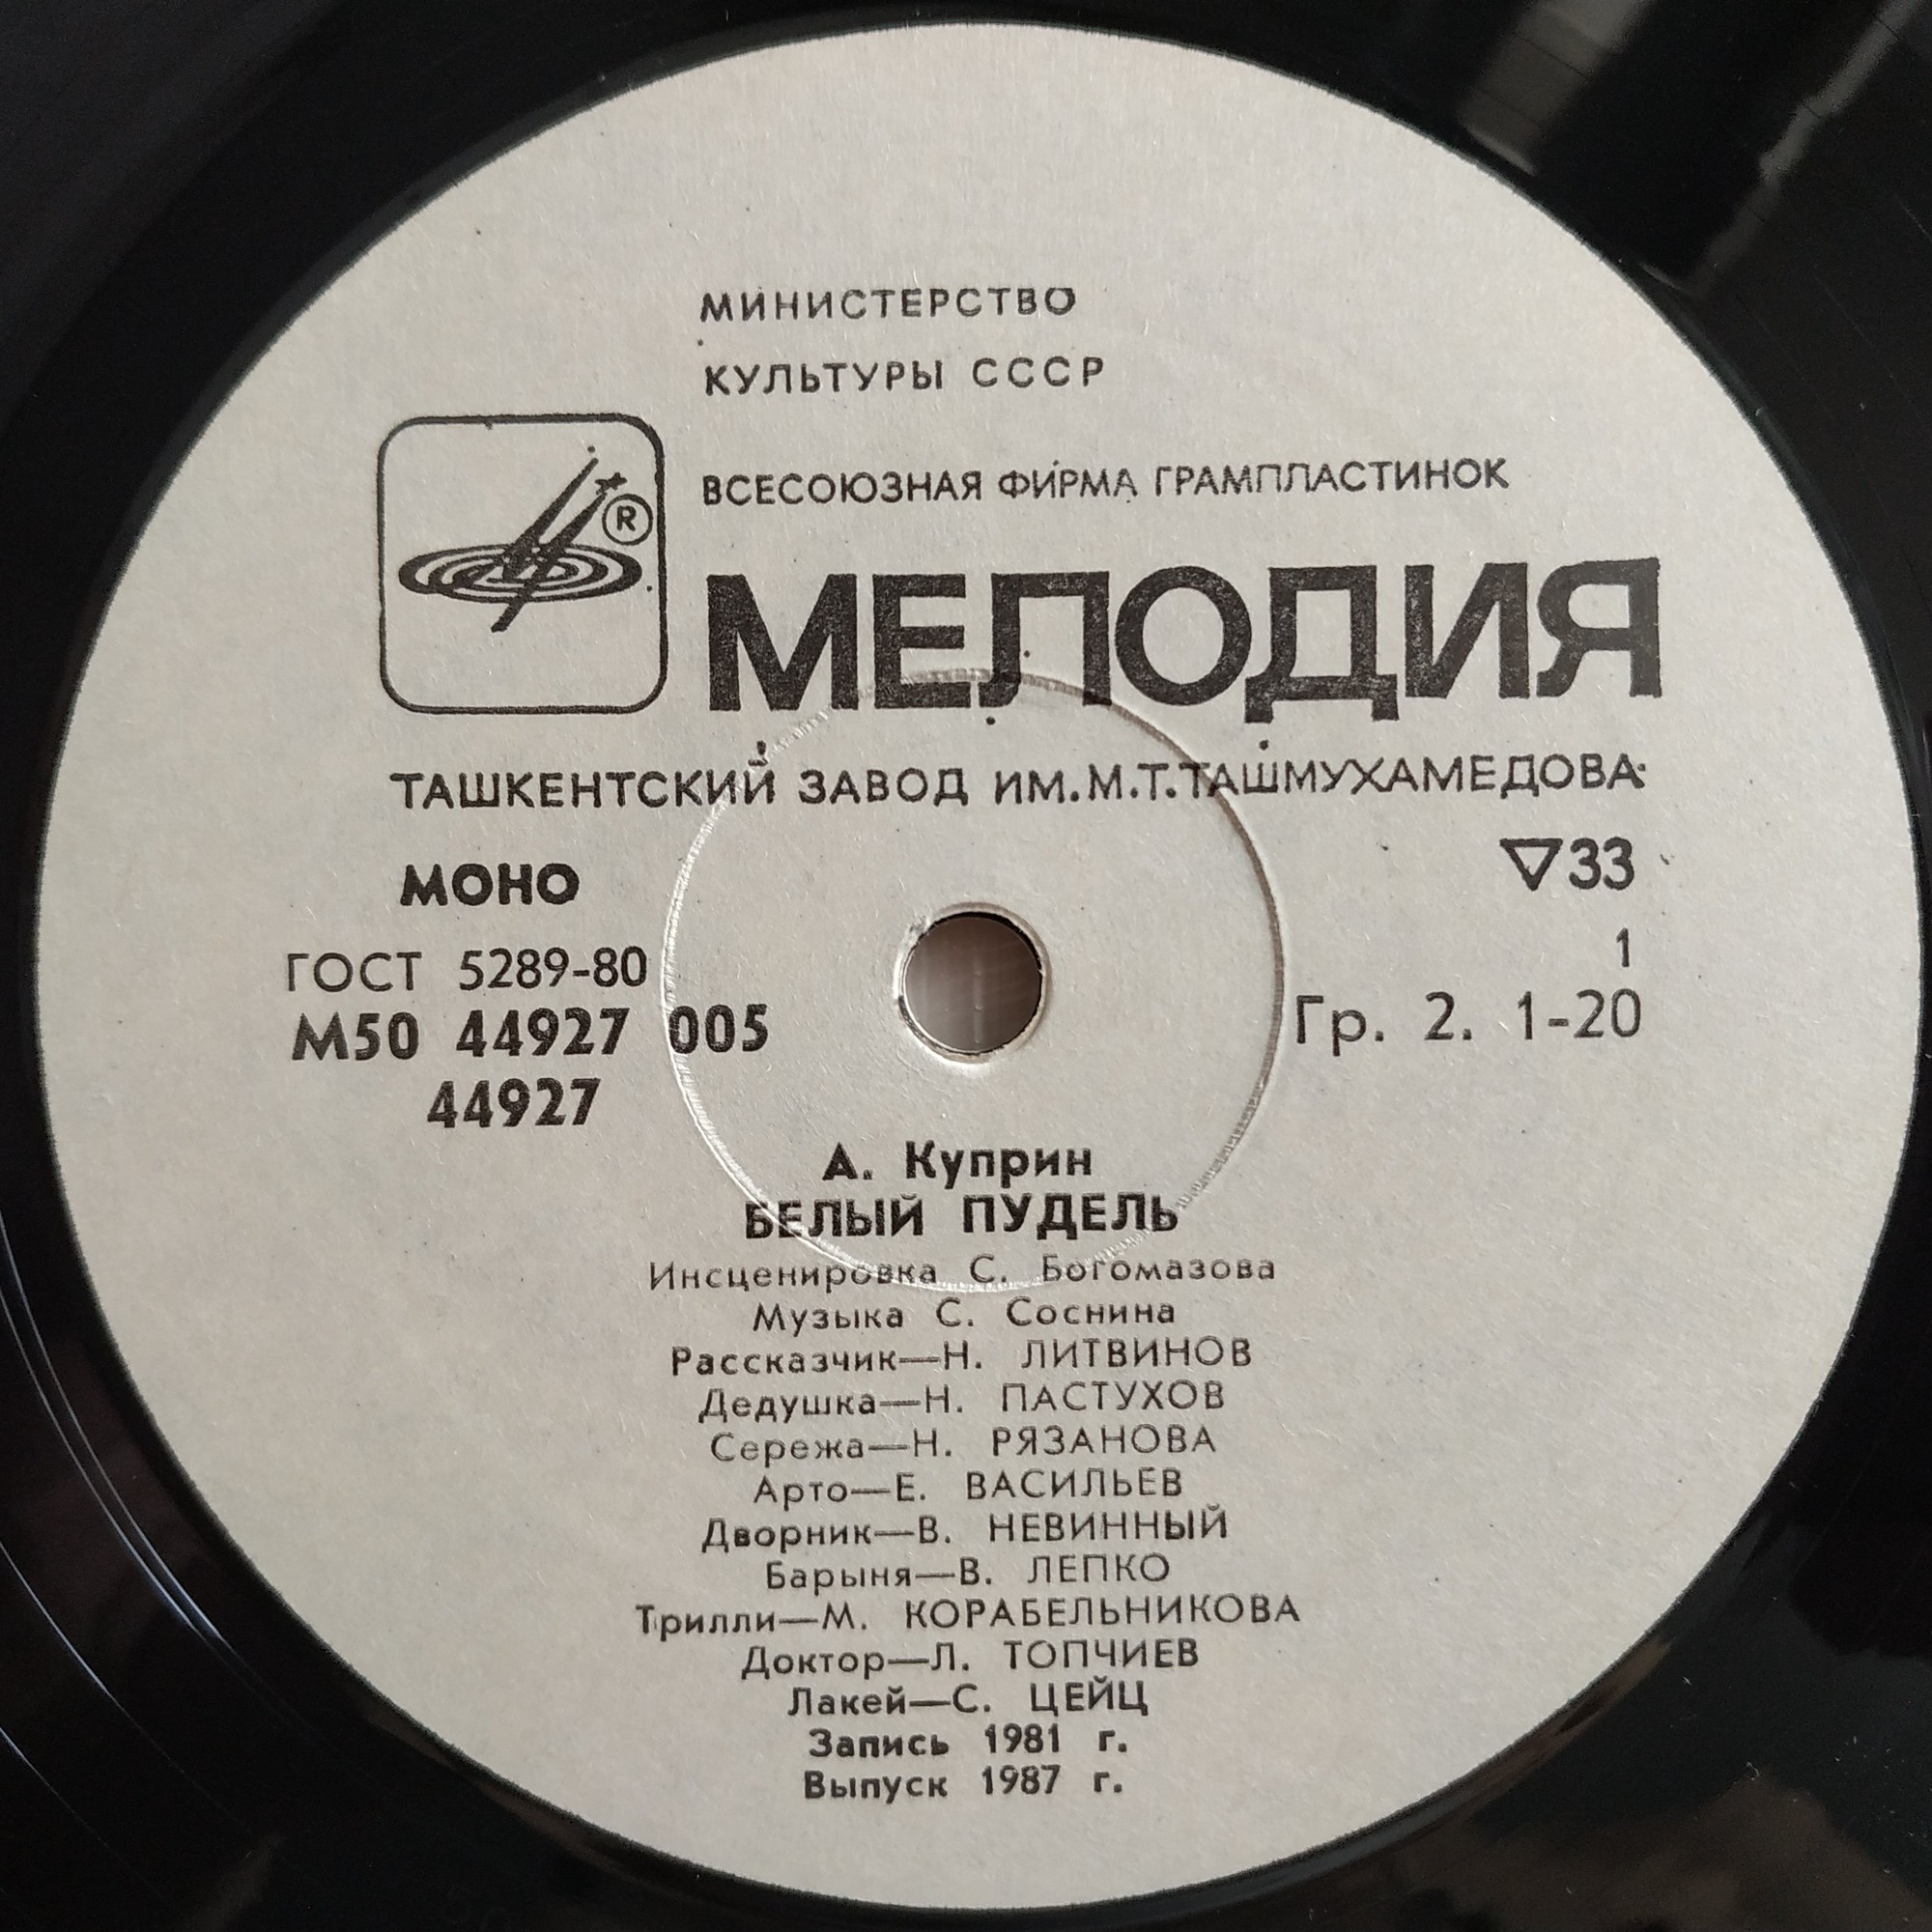 МИНИСТЕРСТВО
КУЛЬТУРЫ СССР
ВСЕСОЮЗНАЯ ФИРМА ГРАМПЛАСТИНОК
®
МЕЛОДИЯ
ТАШКЕНТСКИЙ ЗАВОД ИМ.М.Т.ТАШМУХАМЕДОВА
МОНО
▽33
ГОСТ 5289-80
1
М50 44927 005
Гр. 2. 1-20
44927
А. Куприн
БЕЛЫЙ ПУДЕЛЬ
Инсценировка С. Богомазова
Музыка С. Соснина
Рассказчик—Н. ЛИТВИНОВ
Дедушка—Н. ПАСТУХОВ
Сережа—Н. РЯЗАНОВА
Арто—Е. ВАСИЛЬЕВ
Дворник—В. НЕВИННЫЙ
Барыня—В. ЛЕПКО
Трилли—М. КОРАБЕЛЬНИКОВА
Доктор—Л. ТОПЧИЕВ
Лакей—С. ЦЕЙЦ
Запись 1981 г.
Выпуск 1987 г.